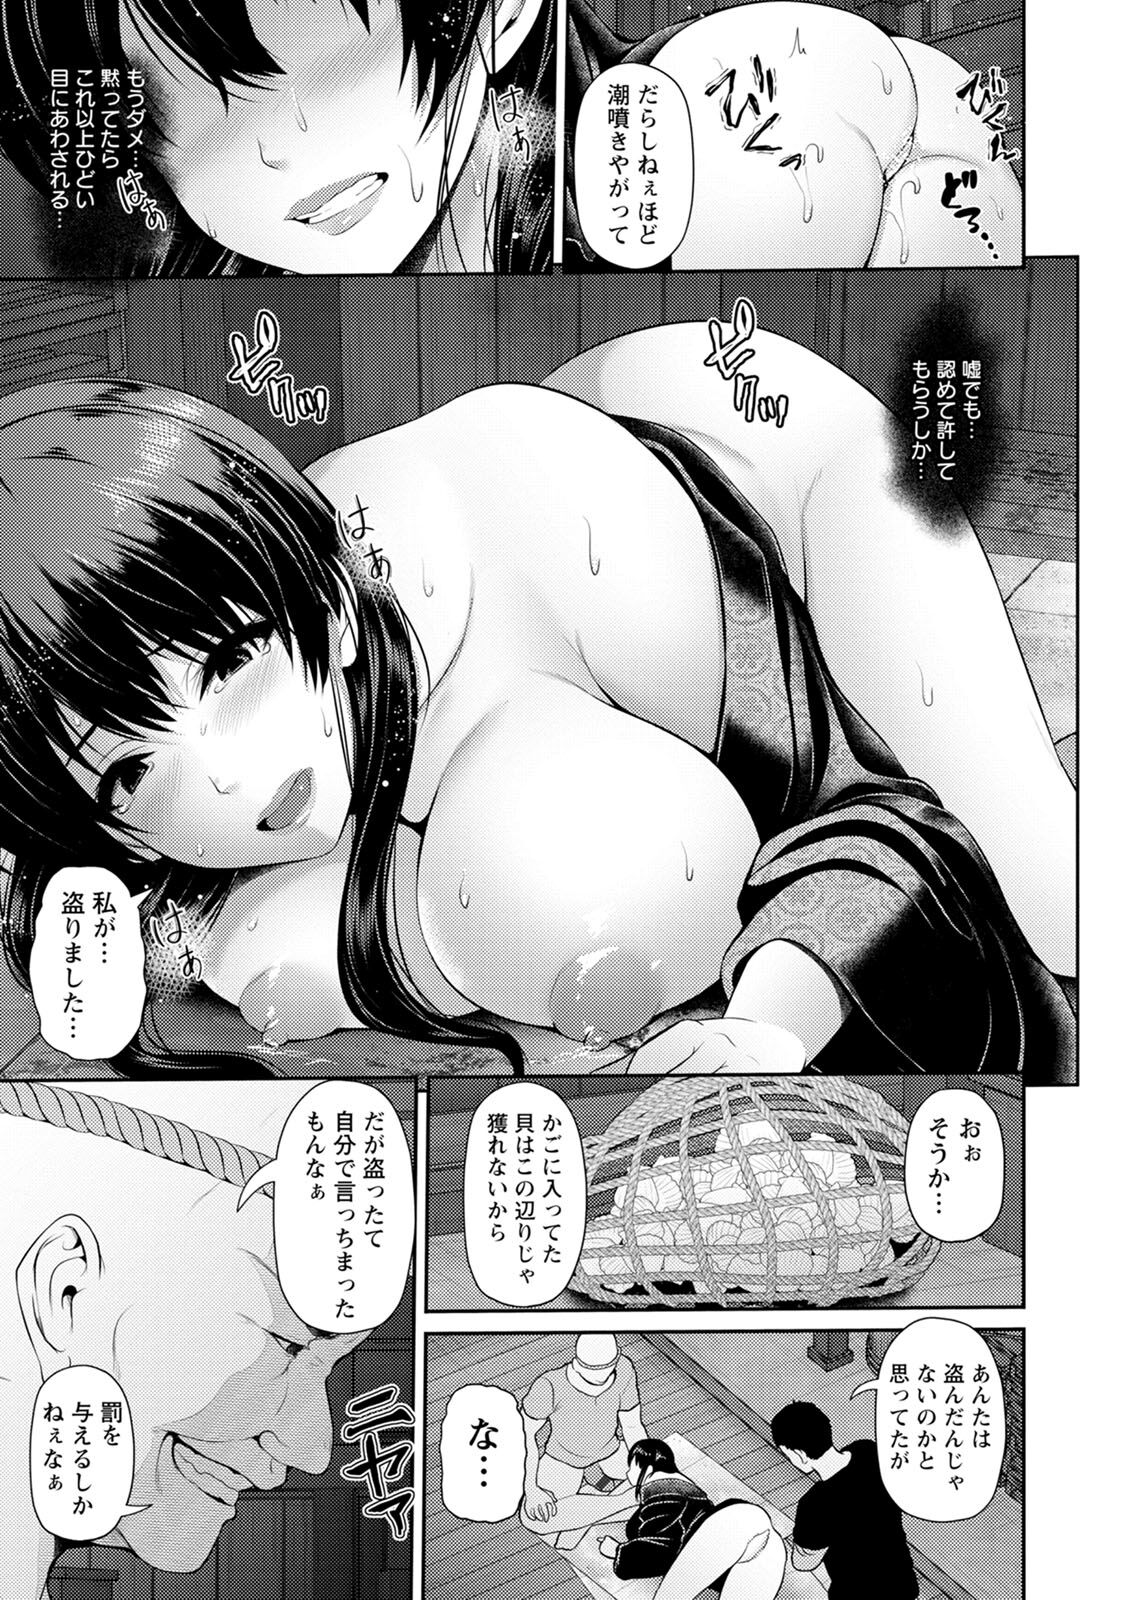 だらしねぇほど
潮噴きやがって
びくっ
びくん
どろ・・・
はぁ
はぁ
もうダメ…
黙ってたら
これ以上ひどい
目にあわされる…
嘘でも…
認めて許して
もらうしか…
ビクッ
ビクッ
はぁ
はぁ
私が…
盗りました…
おぉ
そうか…
かごに入ってた
貝はこの辺りじゃ
獲れないから
あんたは
盗んだんじゃ
ないのかと
思ってたが
な…
だが盗ったて
自分で言っちまった
もんなぁ
ニヤァ
罰を
与えるしか
ねぇなぁ